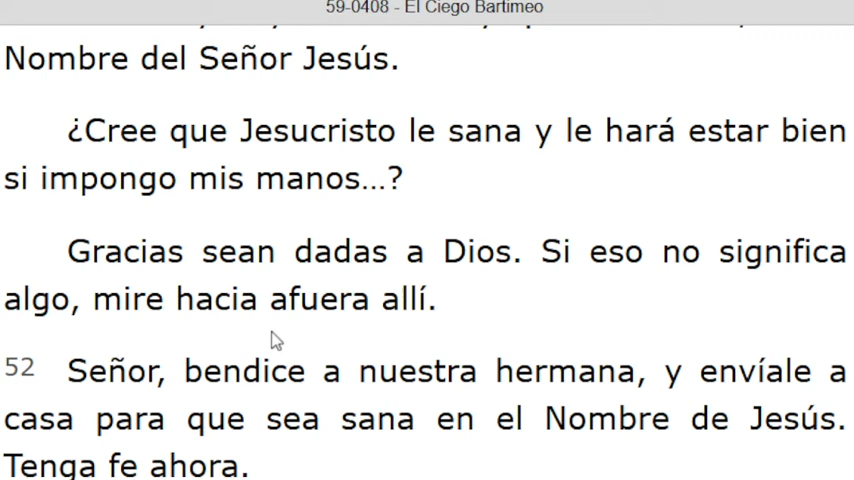 59-0408 - El Ciego Bartimeo
Nombre del Señor Jesús.
¿Cree que Jesucristo le sana y le hará estar bien
si impongo mis manos...?
Gracias sean dadas a Dios. Si eso no significa
algo, mire hacia afuera allí.
52 Señor, bendice a nuestra hermana, y envíale a
casa para que sea sana en el Nombre de Jesús.
Tenga fe ahora.